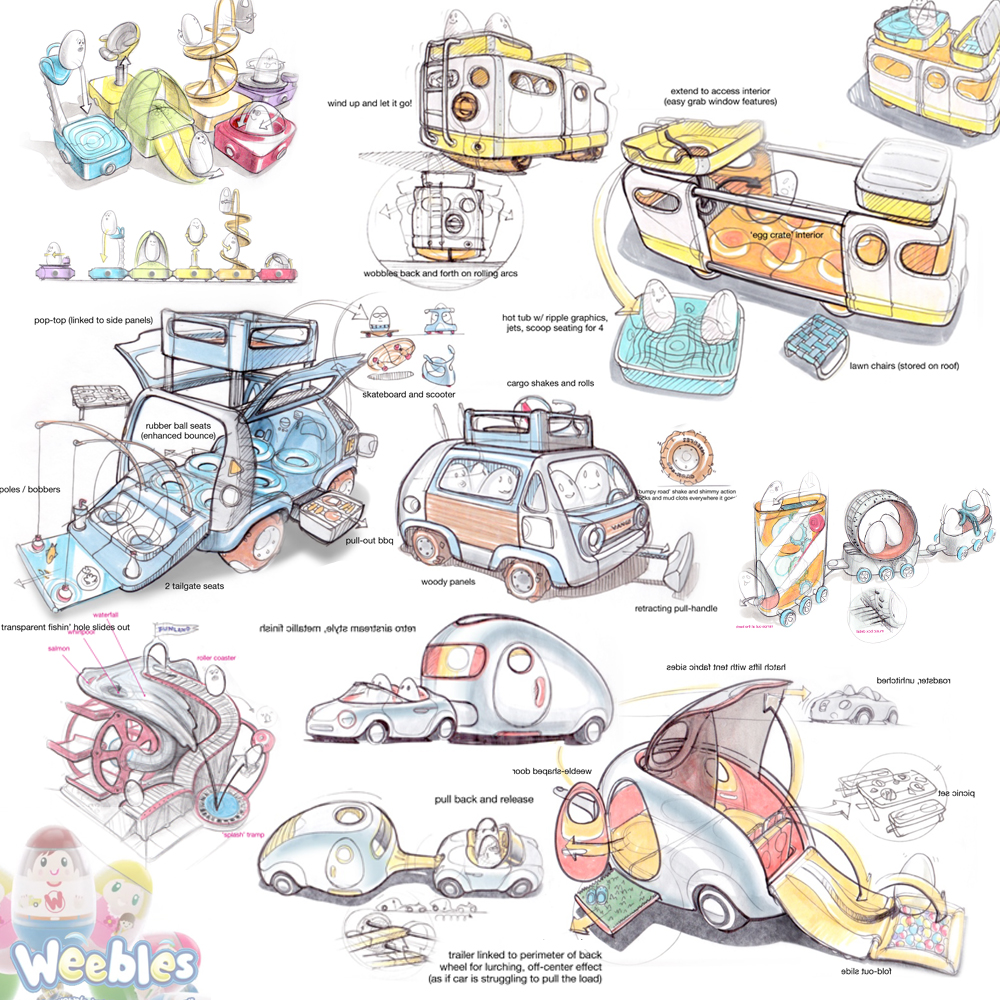 wind up and let it go!
extend to access interior
(easy grab window features)
wobbles back and forth on rolling arcs
'egg crate' interior
hot tub w/ ripple graphics,
jets, scoop seating for 4
lawn chairs (stored on roof)
pop-top (linked to side panels)
skateboard and scooter
cargo shakes and rolls
rubber ball seats
(enhanced bounce)
poles / bobbers
pull-out bbq
'bumpy road' shake and shimmy action
2 tailgate seats
woody panels
retracting pull-handle
transparent fishin' hole slides out
waterfall
whirlpool
salmon
FUNLAND
roller coaster
'splash' tramp
retro airstream style, metallic finish
hatch lifts with tent fabric sides
roadster, unhitched
weeble-shaped door
picnic set
pull back and release
trailer linked to perimeter of back
wheel for lurching, off-center effect
(as if car is struggling to pull the load)
fold-out slide
W
Weebles